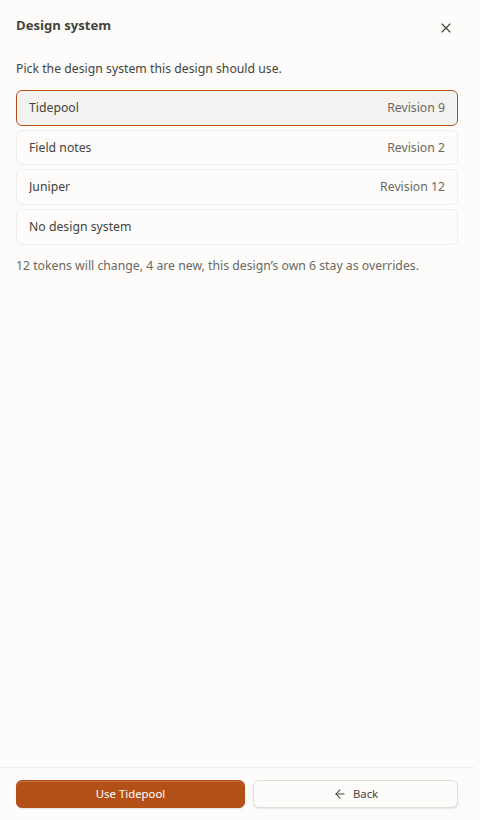 Design system
Pick the design system this design should use.
Tidepool Revision 9
Field notes Revision 2
Juniper Revision 12
No design system
12 tokens will change, 4 are new, this design’s own 6 stay as overrides.
Use Tidepool Back